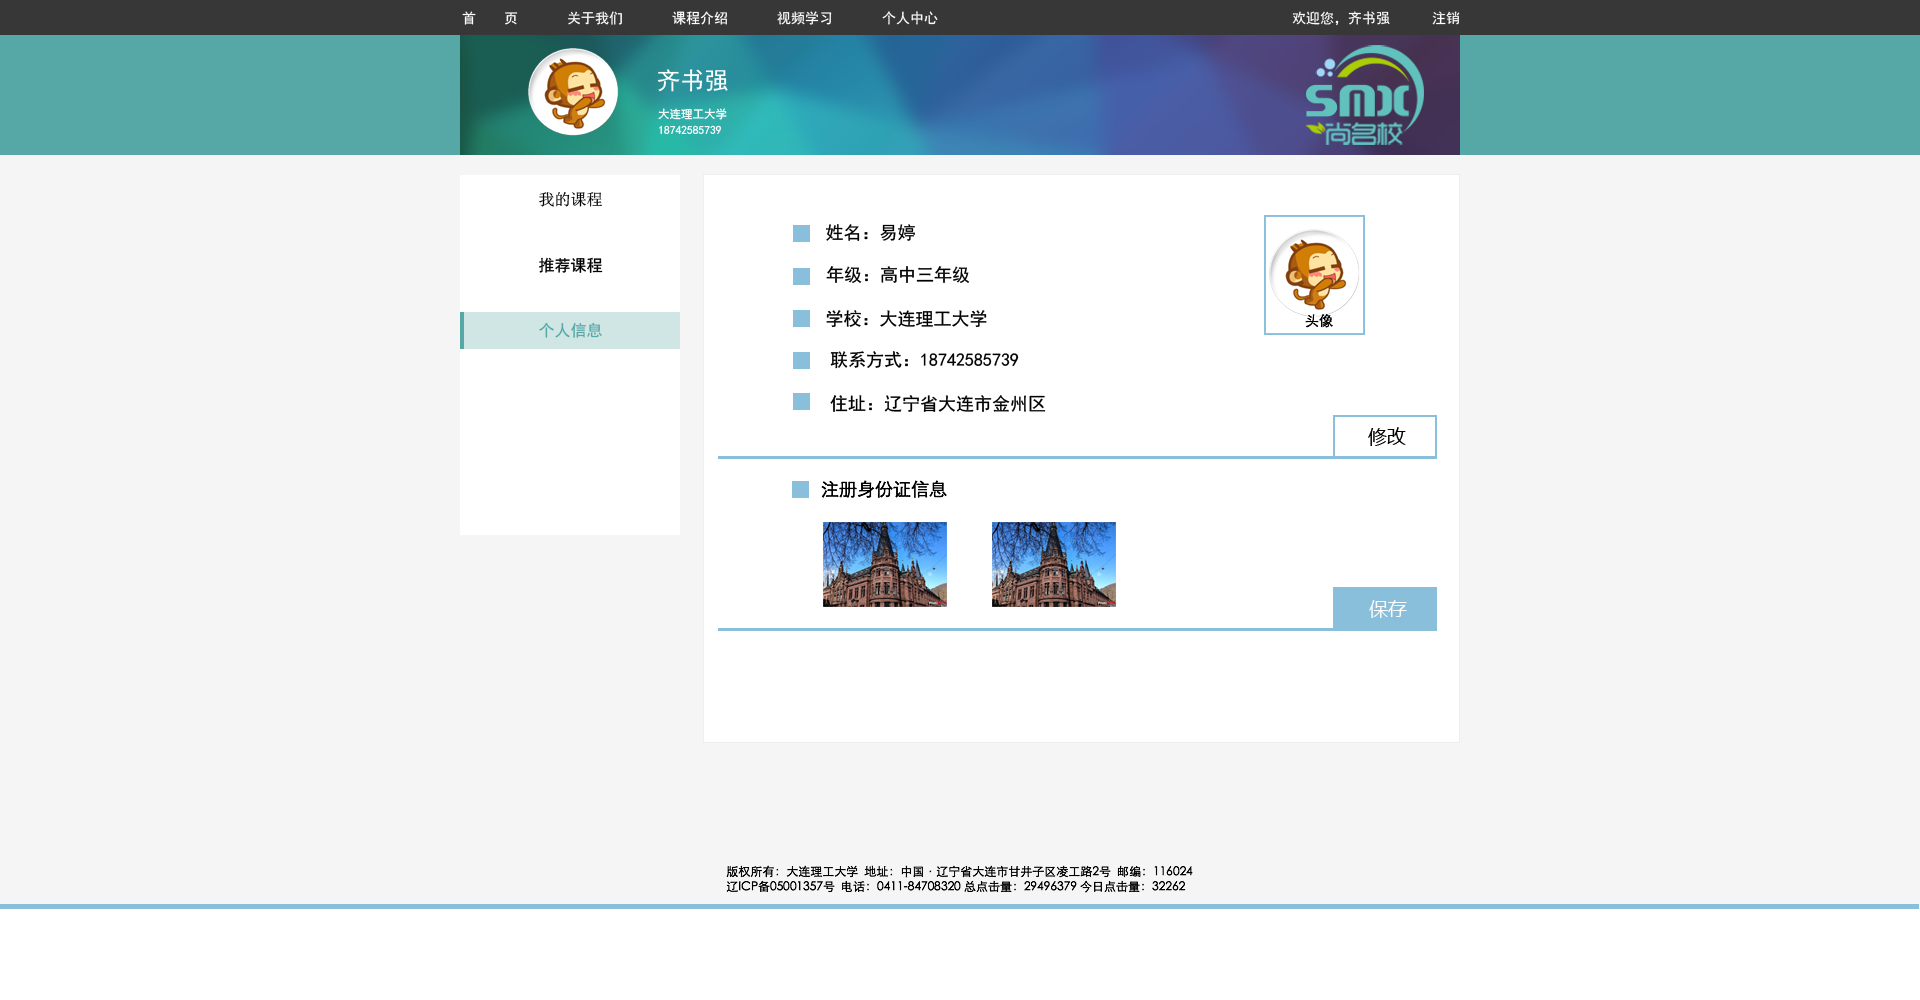 首 页 关于我们 课程介绍 视频学习 个人中心 欢迎您，齐书强 注销
齐书强
大连理工大学
18742585739
smx
尚名校
我的课程
推荐课程
个人信息
姓名：易婷
年级：高中三年级
学校：大连理工大学
联系方式：18742585739
住址：辽宁省大连市金州区
头像
修改
注册身份证信息
保存
版权所有：大连理工大学 地址：中国·辽宁省大连市甘井子区凌工路2号 邮编：116024
辽ICP备05001357号 电话：0411-84708320 总点击量：29496379 今日点击量：32262